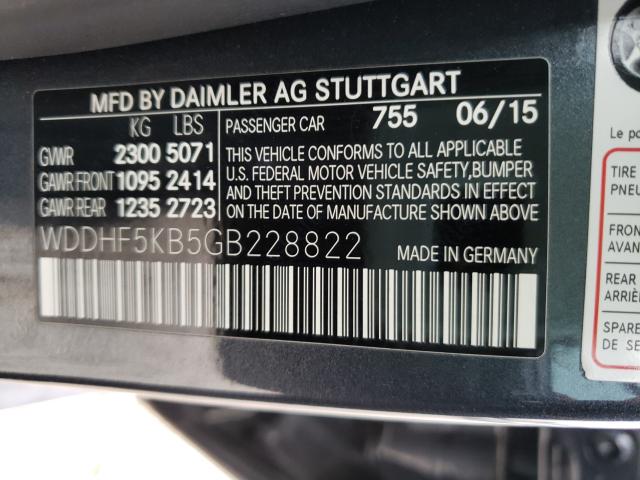 MFD BY DAIMLER AG STUTTGART
KG LBS
GVWR 2300 5071
GAWR FRONT 1095 2414
GAWR REAR 1235 2723
PASSENGER CAR 755 06/15
THIS VEHICLE CONFORMS TO ALL APPLICABLE
U.S. FEDERAL MOTOR VEHICLE SAFETY,BUMPER
AND THEFT PREVENTION STANDARDS IN EFFECT
ON THE DATE OF MANUFACTURE SHOWN ABOVE.
WDDHF5KB5GB228822 MADE IN GERMANY
Le
TIRE
FRON
AVAN
REAR
ARRIÈ
SPARE
DE SE